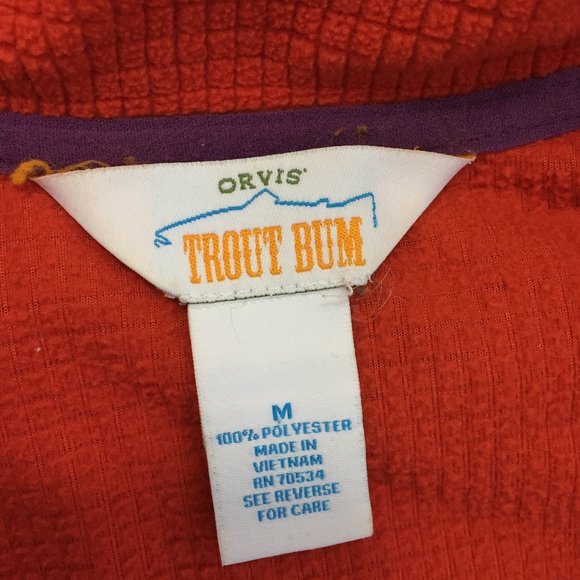 ORVIS
TROUT BUM
M
100% POLYESTER
MADE IN
VIETNAM
RN 70534
SEE REVERSE
FOR CARE